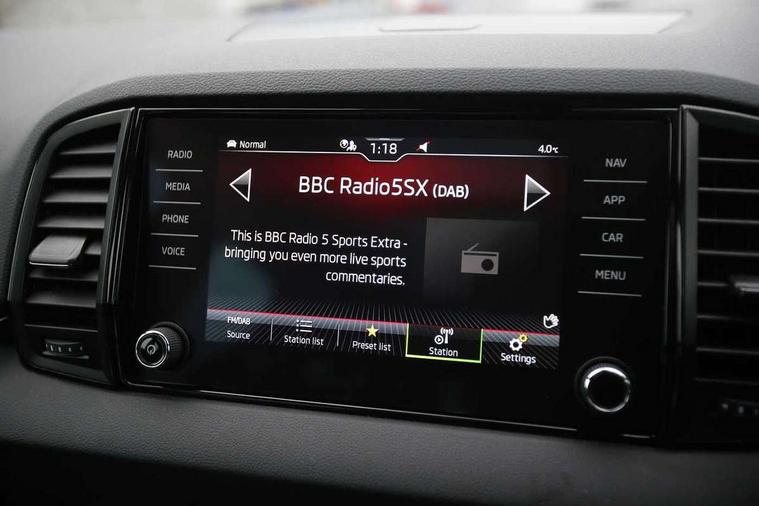 RADIO
MEDIA
PHONE
VOICE
Normal
1:18
4.0°C
BBC Radio5SX (DAB)
This is BBC Radio 5 Sports Extra -
bringing you even more live sports
commentaries.
FM/DAB
Source
Station list
Preset list
Station
Settings
NAV
APP
CAR
MENU